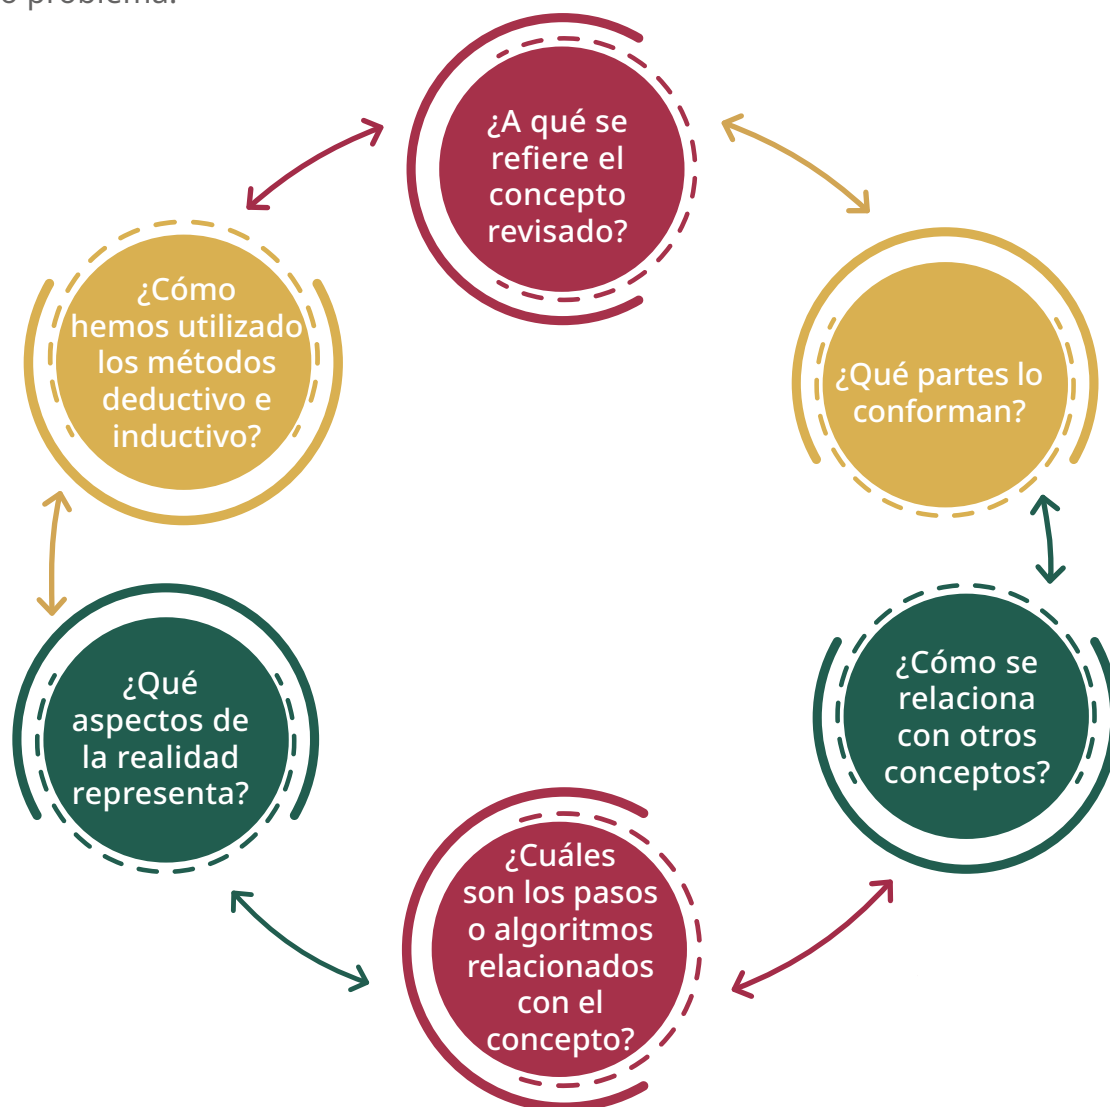 o problema.
¿A qué se
refiere el
concepto
revisado?
¿Qué partes lo
conforman?
¿Cómo se
relaciona
con otros
conceptos?
¿Cuáles
son los pasos
o algoritmos
relacionados
con el
concepto?
¿Qué
aspectos de
la realidad
representa?
¿Cómo
hemos utilizado
los métodos
deductivo e
inductivo?